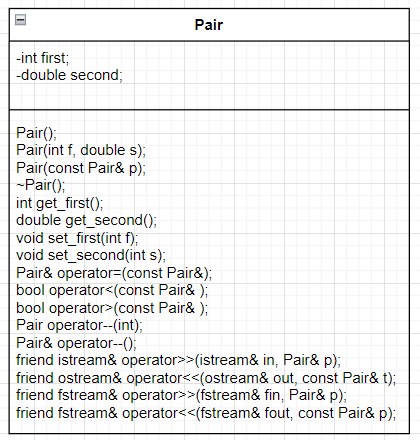 Pair
-int first;
-double second;
Pair();
Pair(int f, double s);
Pair(const Pair& p);
~Pair();
int get_first();
double get_second();
void set_first(int f);
void set_second(int s);
Pair& operator=(const Pair&);
bool operator<(const Pair& );
bool operator>(const Pair& );
Pair operator--(int);
Pair& operator--();
friend istream& operator>>(istream& in, Pair& p);
friend ostream& operator<<(ostream& out, const Pair& t);
friend fstream& operator>>(fstream& fin, Pair& p);
friend fstream& operator<<(fstream& fout, const Pair& p);